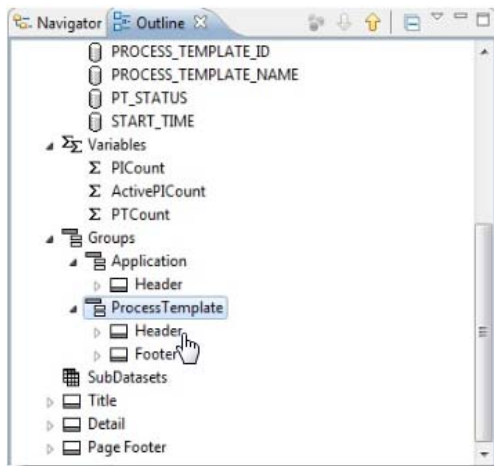 Navigator Outline
PROCESS_TEMPLATE_ID
PROCESS_TEMPLATE_NAME
PT_STATUS
START_TIME
Variables
PICount
ActivePICount
PTCount
Groups
Application
Header
ProcessTemplate
Header
Footer
SubDatasets
Title
Detail
Page Footer